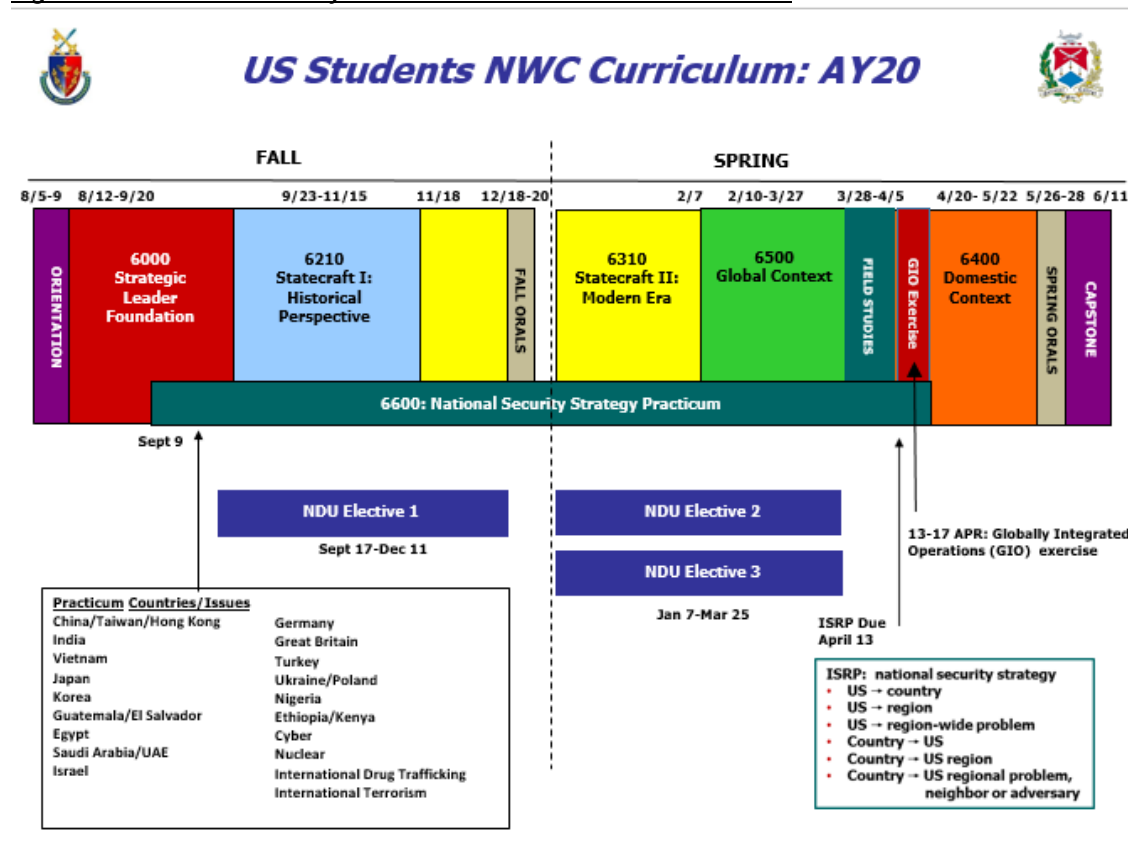 US Students NWC Curriculum: AY20
FALL
SPRING
8/5-9 8/12-9/20 9/23-11/15 11/18 12/18-20 2/7 2/10-3/27 3/28-4/5 4/20- 5/22 5/26-28 6/11
ORIENTATION
6000
Strategic
Leader
Foundation
6210
Statecraft I:
Historical
Perspective
FALL ORALS
6310
Statecraft II:
Modern Era
6500
Global Context
FIELD STUDIES
GIO Exercise
6400
Domestic
Context
SPRING ORALS
CAPSTONE
6600: National Security Strategy Practicum
Sept 9
NDU Elective 1
Sept 17-Dec 11
NDU Elective 2
NDU Elective 3
Jan 7-Mar 25
13-17 APR: Globally Integrated
Operations (GIO) exercise
ISRP Due
April 13
Practicum Countries/Issues
China/Taiwan/Hong Kong
India
Vietnam
Japan
Korea
Guatemala/El Salvador
Egypt
Saudi Arabia/UAE
Israel
Germany
Great Britain
Turkey
Ukraine/Poland
Nigeria
Ethiopia/Kenya
Cyber
Nuclear
International Drug Trafficking
International Terrorism
ISRP: national security strategy
• US → country
• US → region
• US → region-wide problem
• Country → US
• Country → US region
• Country → US regional problem,
neighbor or adversary